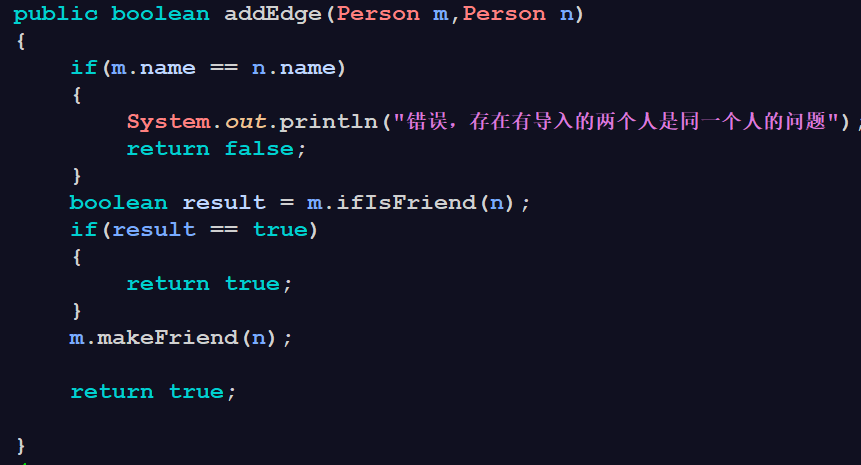 public boolean addEdge(Person m,Person n)
{
if(m.name == n.name)
{
System.out.println("错误，存在有导入的两个人是同一个人的问题");
return false;
}
boolean result = m.ifIsFriend(n);
if(result == true)
{
return true;
}
m.makeFriend(n);
return true;
}